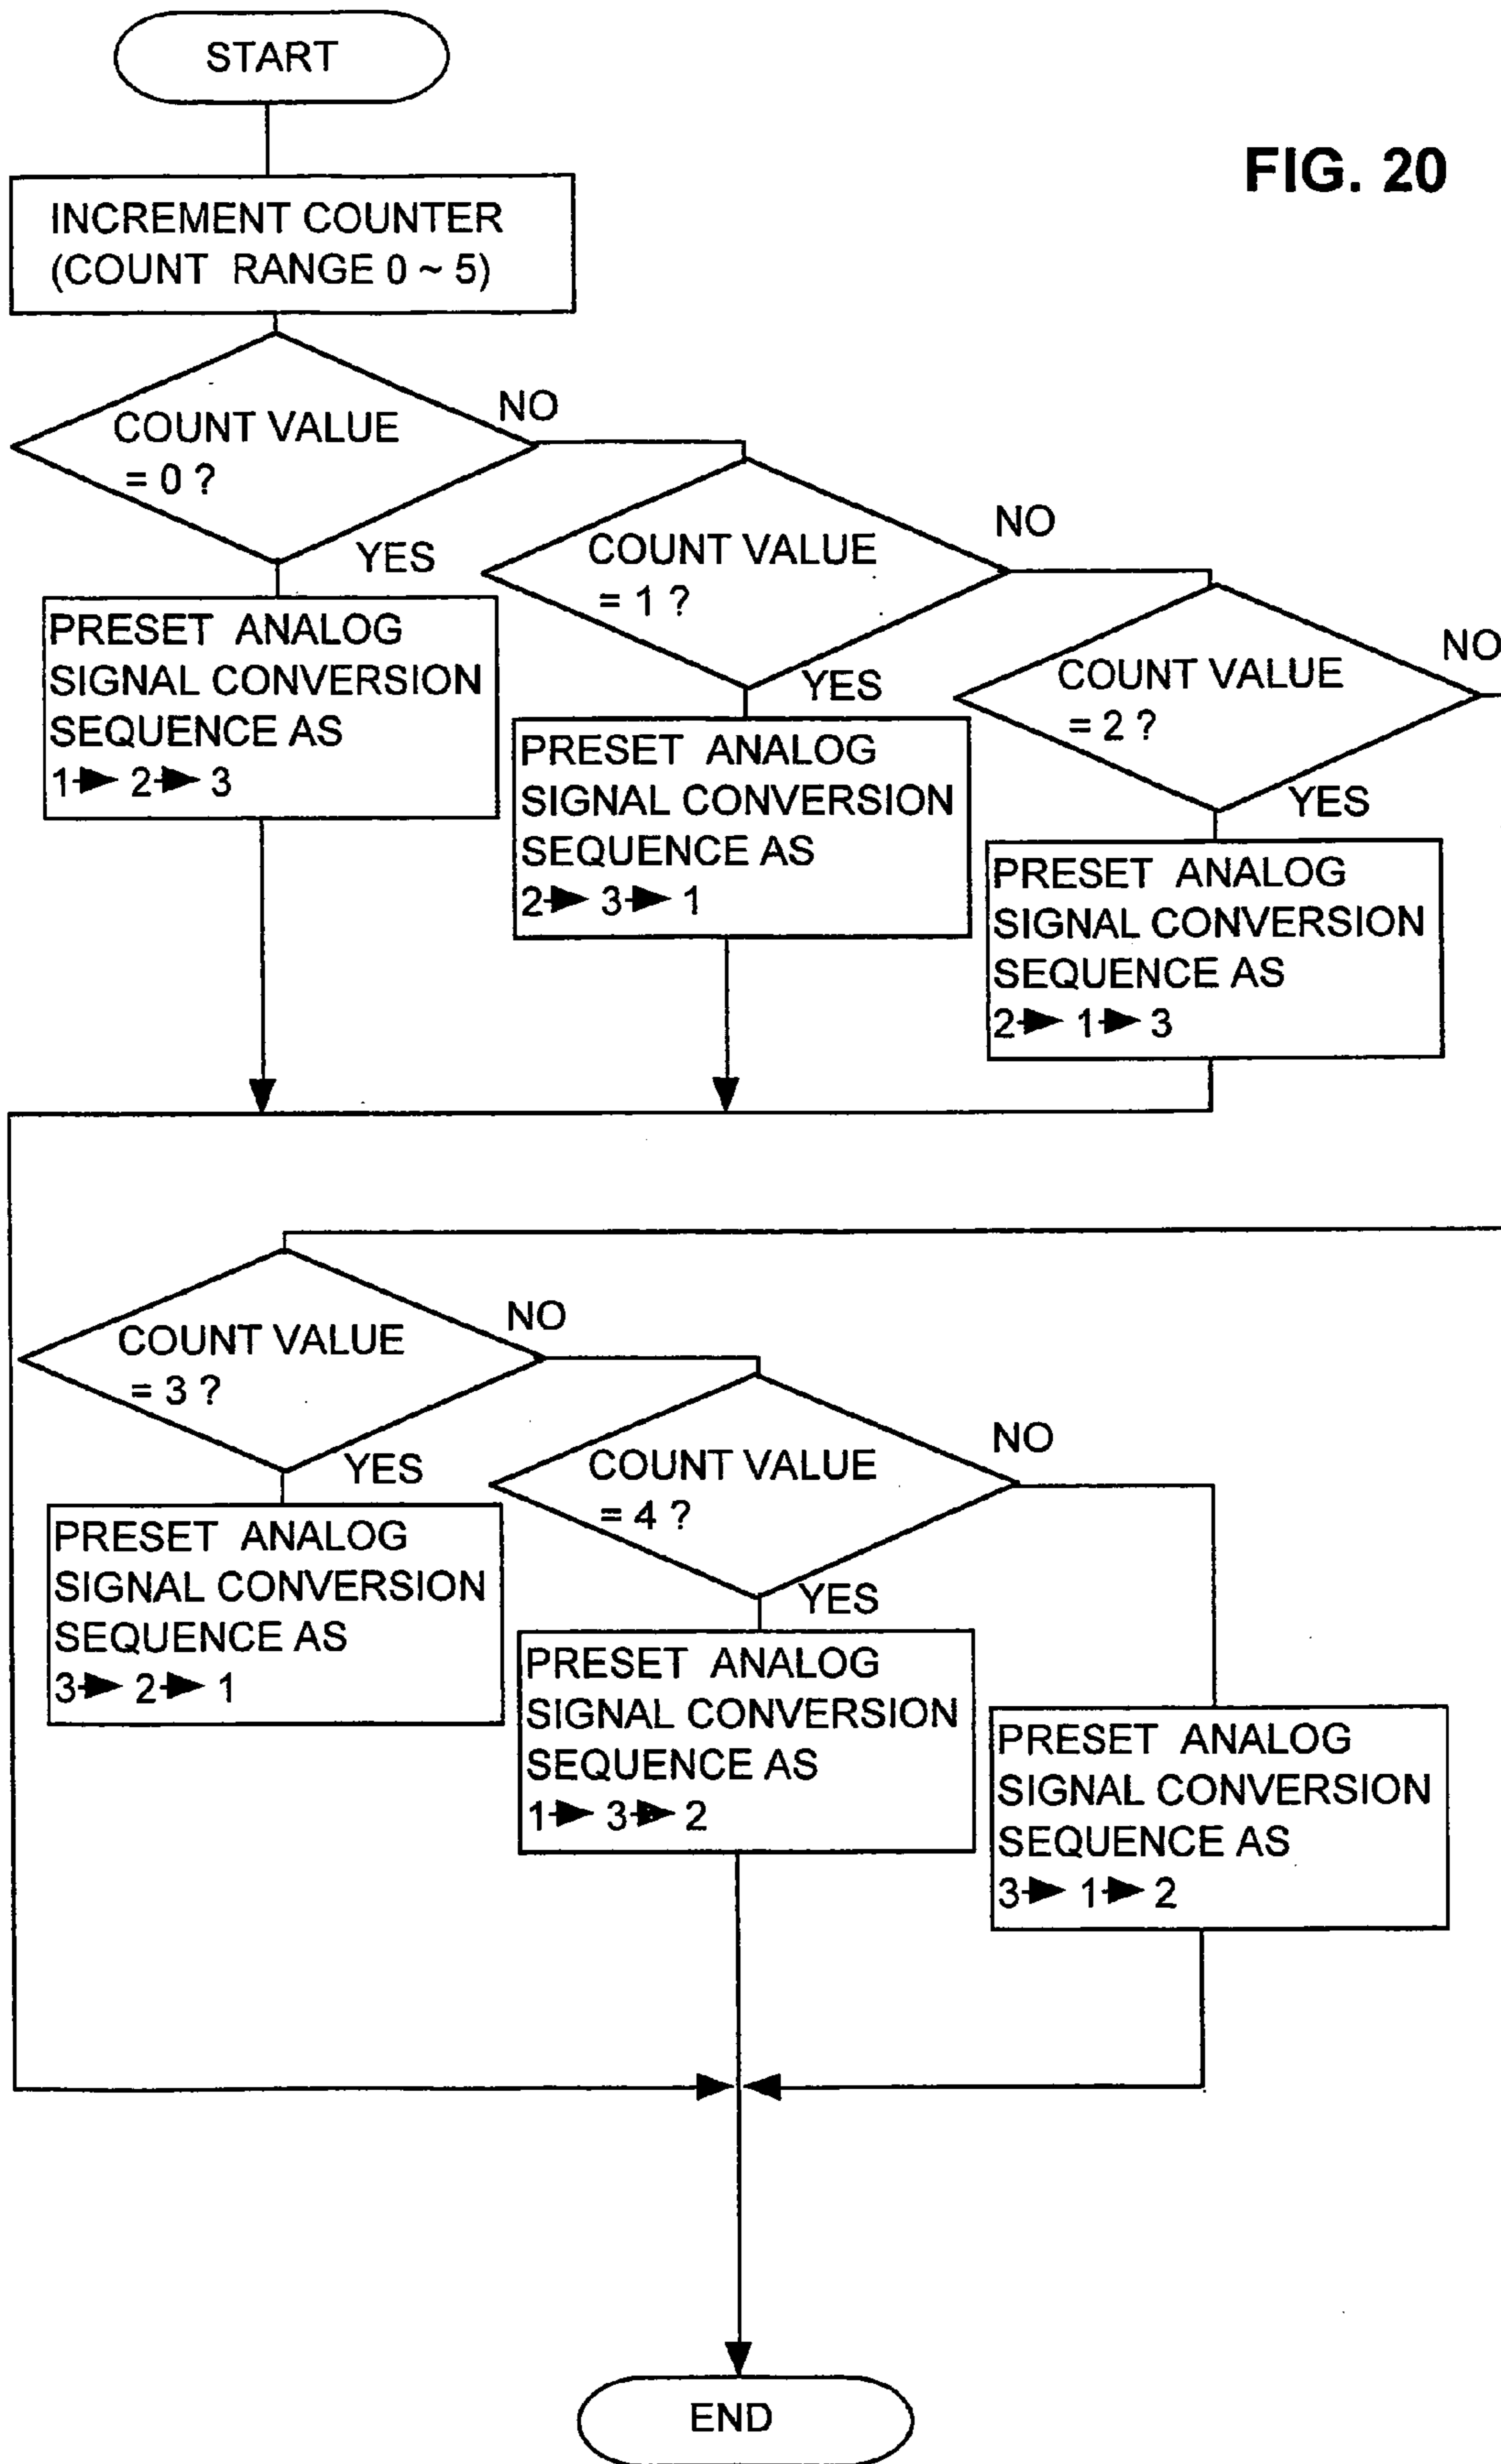 START
FIG. 20
INCREMENT COUNTER
(COUNT RANGE 0 ~ 5)
COUNT VALUE
= 0 ?
NO
YES
COUNT VALUE
= 1 ?
NO
YES
COUNT VALUE
= 2 ?
NO
YES
PRESET ANALOG
SIGNAL CONVERSION
SEQUENCE AS
1► 2► 3
PRESET ANALOG
SIGNAL CONVERSION
SEQUENCE AS
2► 3► 1
PRESET ANALOG
SIGNAL CONVERSION
SEQUENCE AS
2► 1► 3
COUNT VALUE
= 3 ?
NO
YES
COUNT VALUE
= 4 ?
NO
YES
PRESET ANALOG
SIGNAL CONVERSION
SEQUENCE AS
3► 2► 1
PRESET ANALOG
SIGNAL CONVERSION
SEQUENCE AS
1► 3► 2
PRESET ANALOG
SIGNAL CONVERSION
SEQUENCE AS
3► 1► 2
END